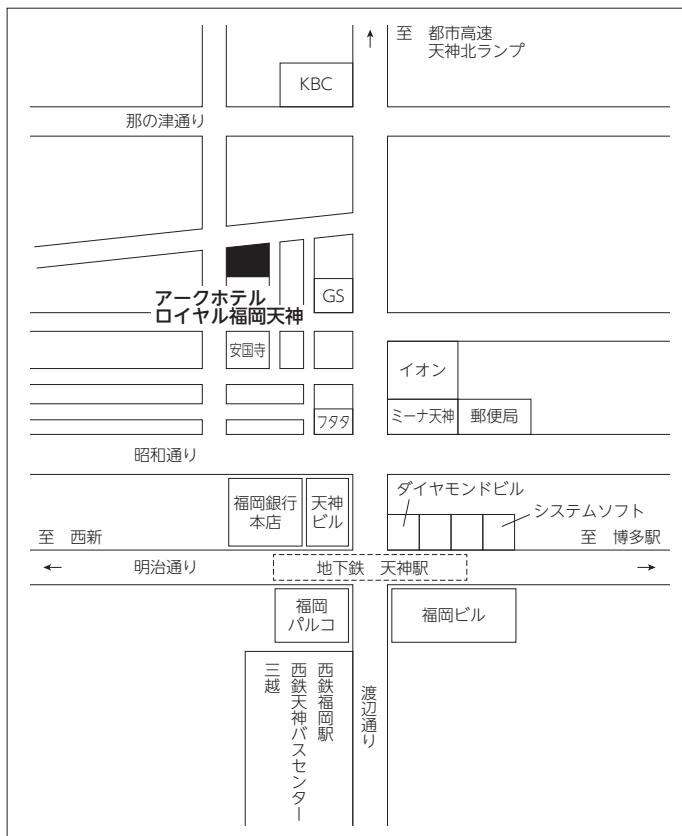 至 都市高速
天神北ランプ
KBC
那の津通り
アークホテル
ロイヤル福岡天神
GS
安国寺
イオン
フタタ
ミーナ天神
郵便局
昭和通り
福岡銀行
本店
天神
ビル
ダイヤモンドビル
システムソフト
至 西新
至 博多駅
明治通り
地下鉄 天神駅
福岡
パルコ
福岡ビル
西鉄福岡駅
西鉄天神バスセンター
三越
渡辺通り